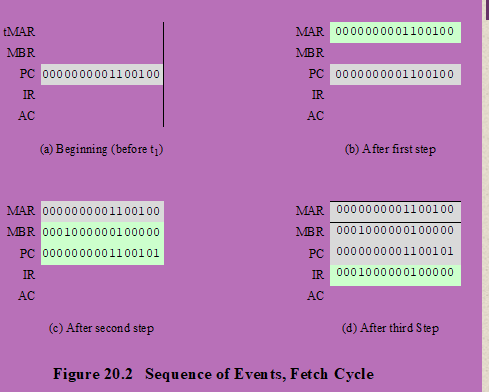 tMAR
MBR
PC 0000000001100100
IR
AC
(a) Beginning (before t1)
MAR 0000000001100100
MBR
PC 0000000001100100
IR
AC
(b) After first step
MAR 0000000001100100
MBR 0001000000100000
PC 0000000001100101
IR
AC
(c) After second step
MAR 0000000001100100
MBR 0001000000100000
PC 0000000001100101
IR 0001000000100000
AC
(d) After third Step
Figure 20.2 Sequence of Events, Fetch Cycle